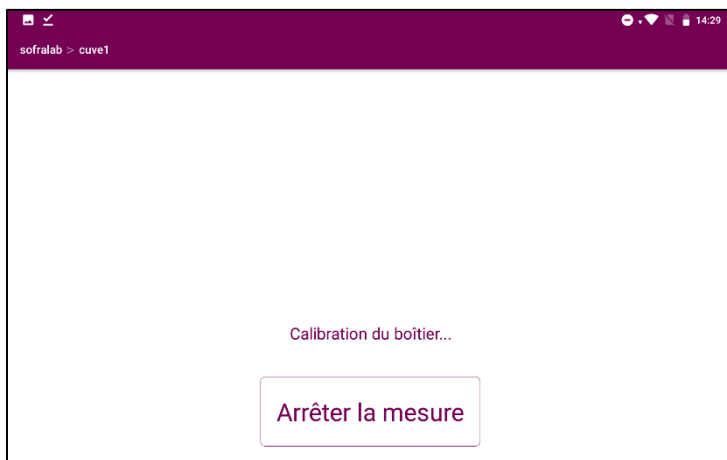 14:29
sofralab > cuve1
Calibration du boîtier...
Arrêter la mesure